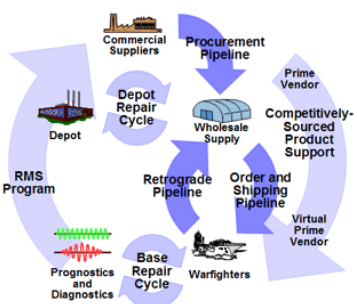 Commercial
Suppliers
Procurement
Pipeline
Prime
Vendor
Depot
Repair
Cycle
Depot
Wholesale
Supply
Competitively-
Sourced
Product
Support
RMS
Program
Retrograde
Pipeline
Order and
Shipping
Pipeline
Virtual
Prime
Vendor
Prognostics
and
Diagnostics
Base
Repair
Cycle
Warfighters